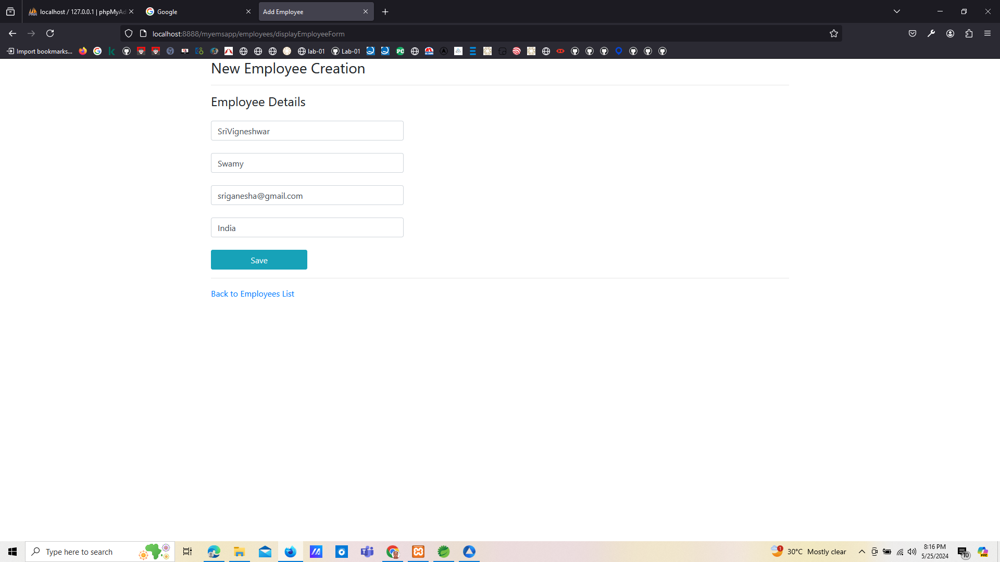 localhost / 127.0.0.1 | phpMyAd
Google
Add Employee
localhost:8888/myemsapp/employees/displayEmployeeForm
Import bookmarks...
lab-01
Lab-01
New Employee Creation
Employee Details
SriVigneshwar
Swamy
sriganesha@gmail.com
India
Save
Back to Employees List
Type here to search
30°C Mostly clear
8:16 PM
5/25/2024
10